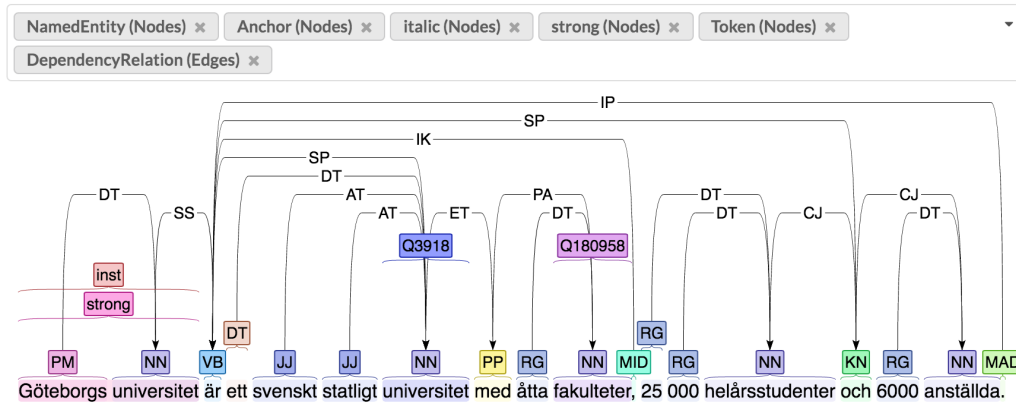 NamedEntity (Nodes) × Anchor (Nodes) × italic (Nodes) × strong (Nodes) × Token (Nodes) ×
DependencyRelation (Edges) ×
IP
SP
IK
SP
DT
DT AT PA DT CJ
SS AT ET DT DT CJ DT
Q3918 Q180958
inst
strong
DT RG
PM NN VB JJ JJ NN PP RG NN MID RG NN KN RG NN MAD
Göteborgs universitet är ett svenskt statligt universitet med åtta fakulteter, 25 000 helårsstudenter och 6000 anställda.